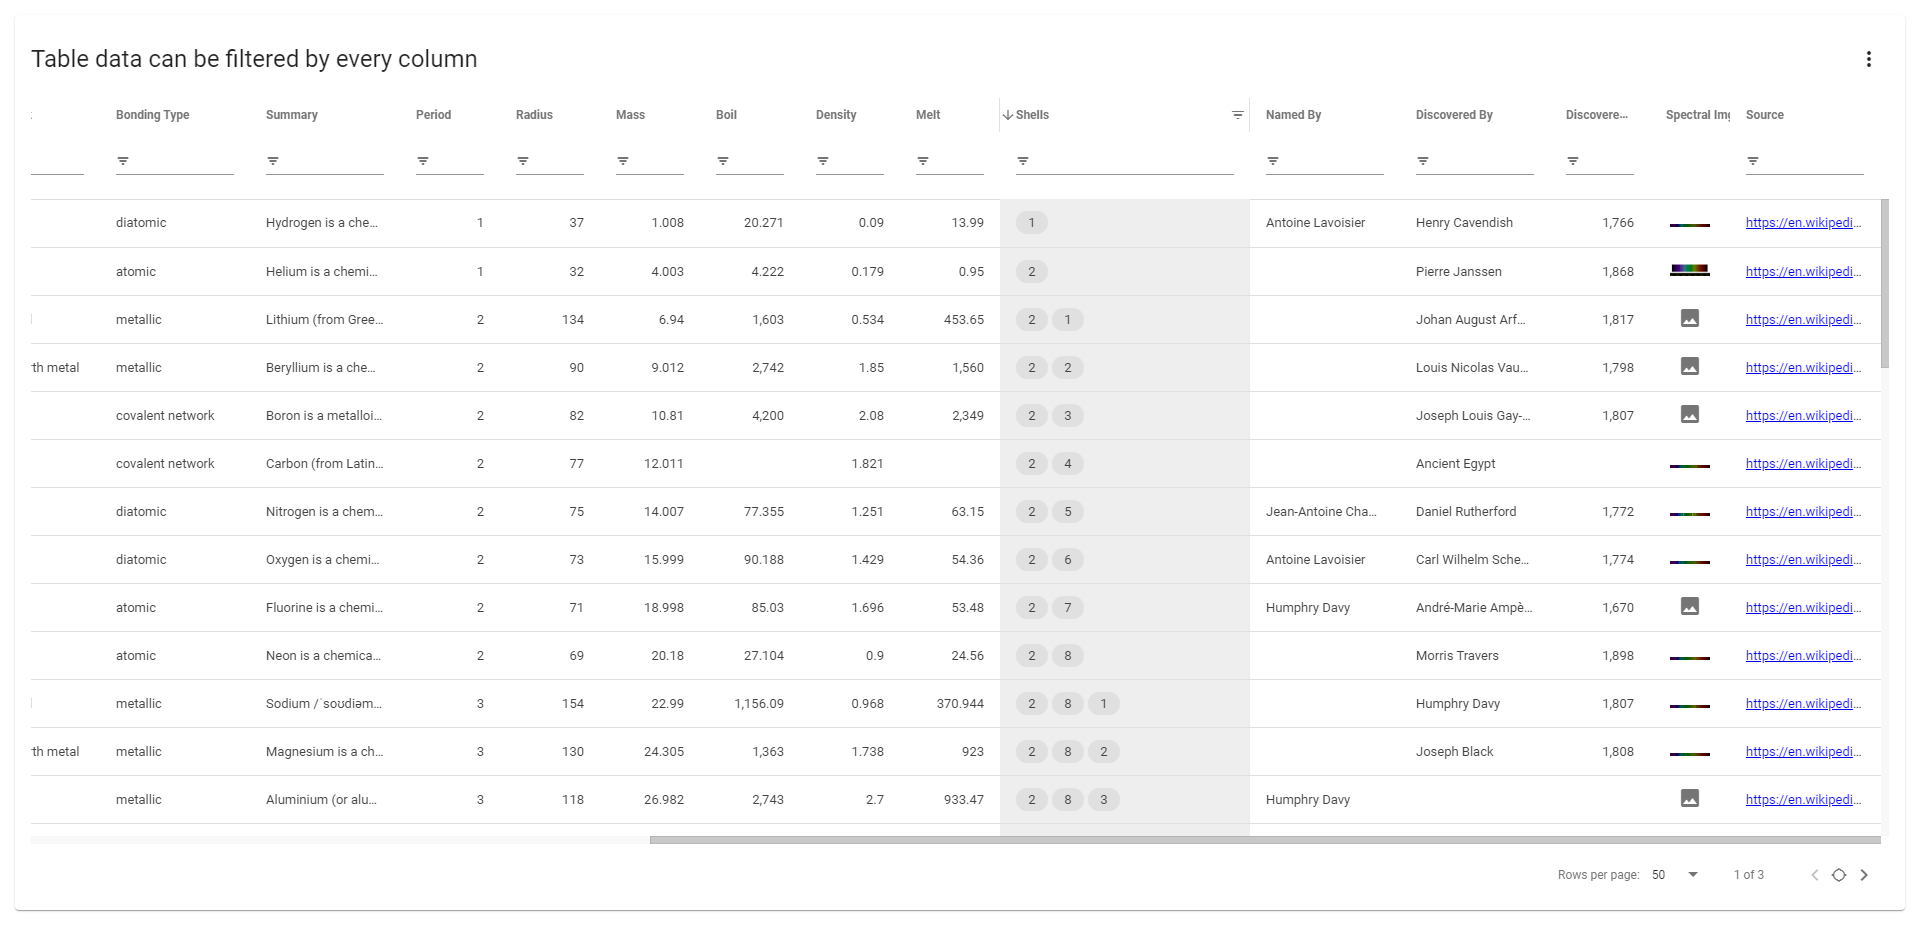 Table data can be filtered by every column
Bonding Type Summary Period Radius Mass Boil Density Melt Shells Named By Discovered By Discovere... Spectral Img Source
diatomic Hydrogen is a che... 1 37 1.008 20.271 0.09 13.99 1 Antoine Lavoisier Henry Cavendish 1,766 https://en.wikipedi...
atomic Helium is a chemi... 1 32 4.003 4.222 0.179 0.95 2 Pierre Janssen 1,868 https://en.wikipedi...
metallic Lithium (from Gree... 2 134 6.94 1,603 0.534 453.65 2 1 Johan August Arf... 1,817 https://en.wikipedi...
th metal metallic Beryllium is a che... 2 90 9.012 2,742 1.85 1,560 2 2 Louis Nicolas Vau... 1,798 https://en.wikipedi...
covalent network Boron is a metalloi... 2 82 10.81 4,200 2.08 2,349 2 3 Joseph Louis Gay-... 1,807 https://en.wikipedi...
covalent network Carbon (from Latin... 2 77 12.011 1.821 2 4 Ancient Egypt https://en.wikipedi...
diatomic Nitrogen is a chem... 2 75 14.007 77.355 1.251 63.15 2 5 Jean-Antoine Cha... Daniel Rutherford 1,772 https://en.wikipedi...
diatomic Oxygen is a chemi... 2 73 15.999 90.188 1.429 54.36 2 6 Antoine Lavoisier Carl Wilhelm Sche... 1,774 https://en.wikipedi...
atomic Fluorine is a chemi... 2 71 18.998 85.03 1.696 53.48 2 7 Humphry Davy André-Marie Ampè... 1,670 https://en.wikipedi...
atomic Neon is a chemica... 2 69 20.18 27.104 0.9 24.56 2 8 Morris Travers 1,898 https://en.wikipedi...
metallic Sodium /ˈsoʊdiəm... 3 154 22.99 1,156.09 0.968 370.944 2 8 1 Humphry Davy 1,807 https://en.wikipedi...
th metal metallic Magnesium is a ch... 3 130 24.305 1,363 1.738 923 2 8 2 Joseph Black 1,808 https://en.wikipedi...
metallic Aluminium (or alu... 3 118 26.982 2,743 2.7 933.47 2 8 3 Humphry Davy https://en.wikipedi...
Rows per page: 50 1 of 3